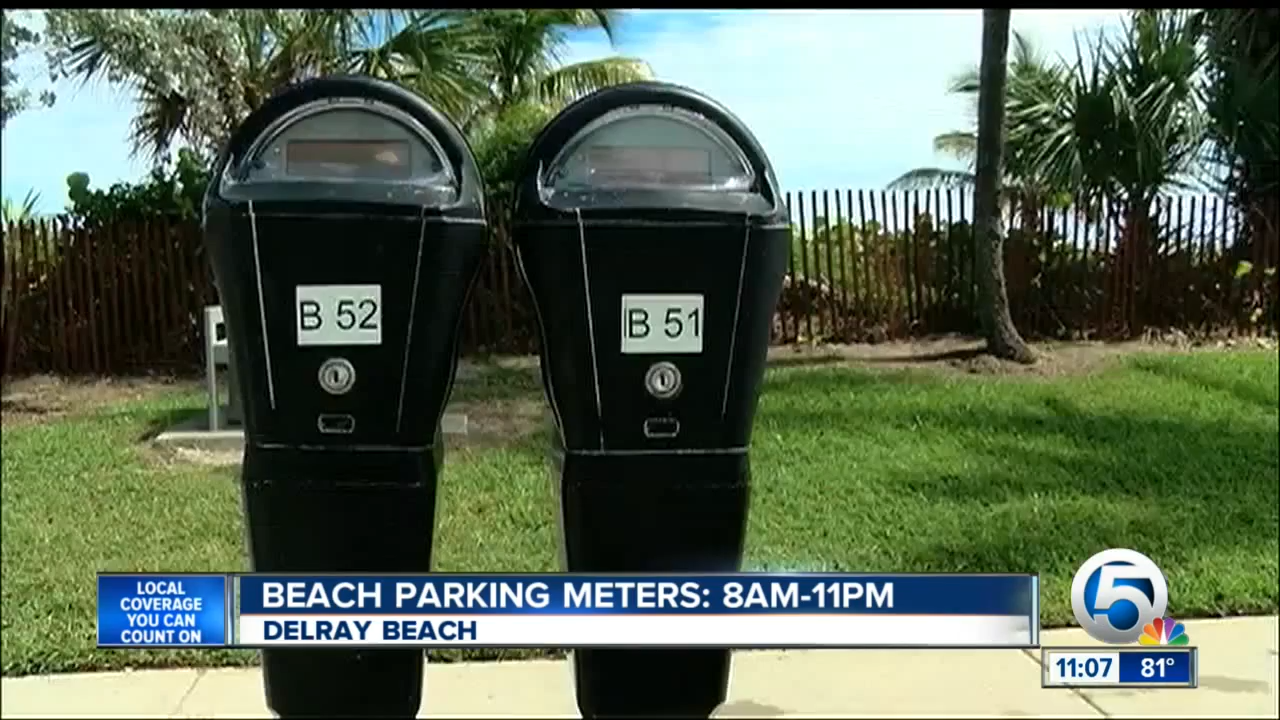 B 52
B 51
LOCAL
COVERAGE
YOU CAN
COUNT ON
BEACH PARKING METERS: 8AM-11PM
DELRAY BEACH
5
11:07 81°